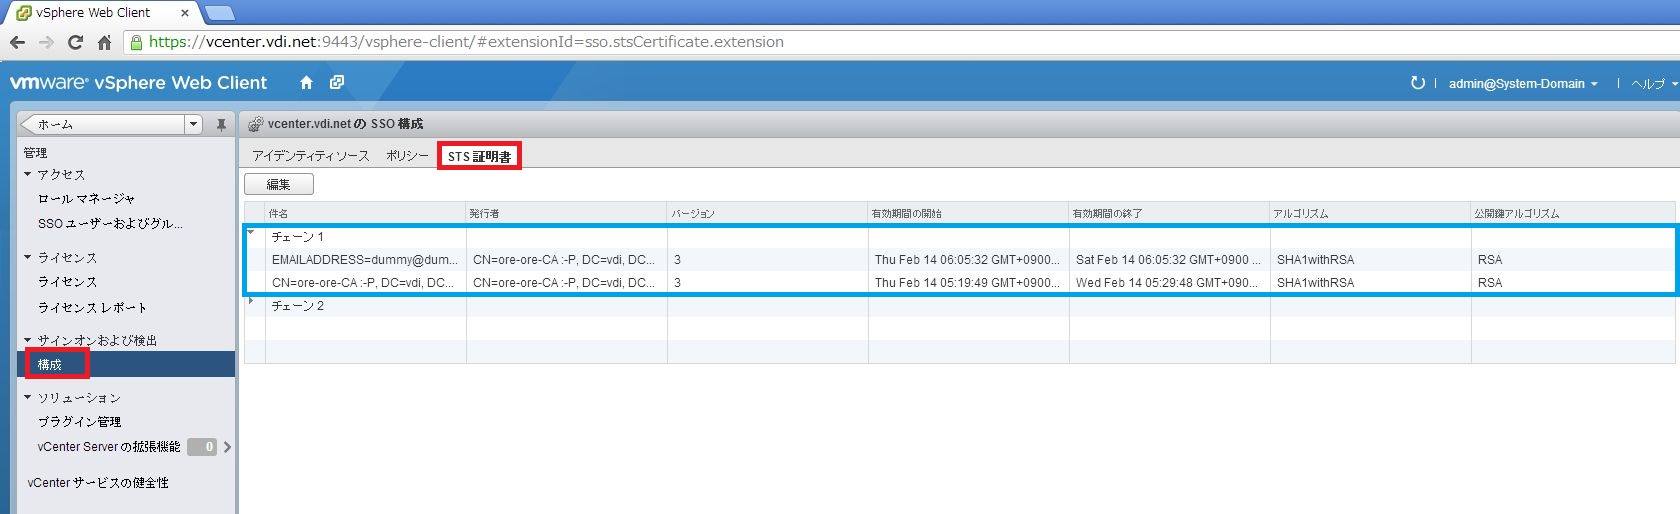 vSphere Web Client
https://vcenter.vdi.net:9443/vsphere-client/#extensionId=sso.stsCertificate.extension
vmware® vSphere Web Client
admin@System-Domain
ヘルプ
ホーム
vcenter.vdi.net の SSO 構成
管理
アクセス
ロール マネージャ
SSO ユーザーおよびグル...
ライセンス
ライセンス
ライセンス レポート
サインオンおよび検出
構成
ソリューション
プラグイン管理
vCenter Server の拡張機能 0
vCenter サービスの健全性
アイデンティティ ソース ポリシー STS 証明書
編集
件名 発行者 バージョン 有効期間の開始 有効期間の終了 アルゴリズム 公開鍵アルゴリズム
チェーン 1
EMAILADDRESS=dummy@dum... CN=ore-ore-CA :-P, DC=vdi, DC... 3 Thu Feb 14 06:05:32 GMT+0900... Sat Feb 14 06:05:32 GMT+0900 ... SHA1withRSA RSA
CN=ore-ore-CA :-P, DC=vdi, DC... CN=ore-ore-CA :-P, DC=vdi, DC... 3 Thu Feb 14 05:19:49 GMT+0900... Wed Feb 14 05:29:48 GMT+090... SHA1withRSA RSA
チェーン 2